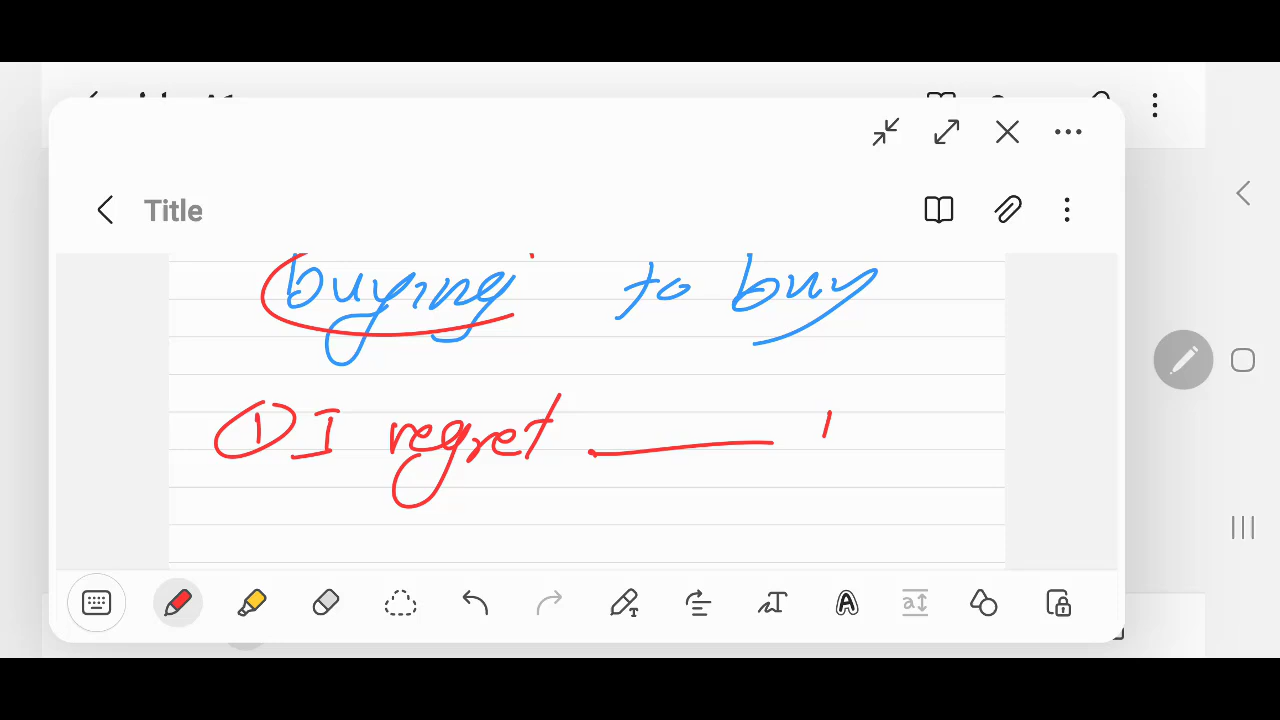 Title
buying to buy
① I regret ______